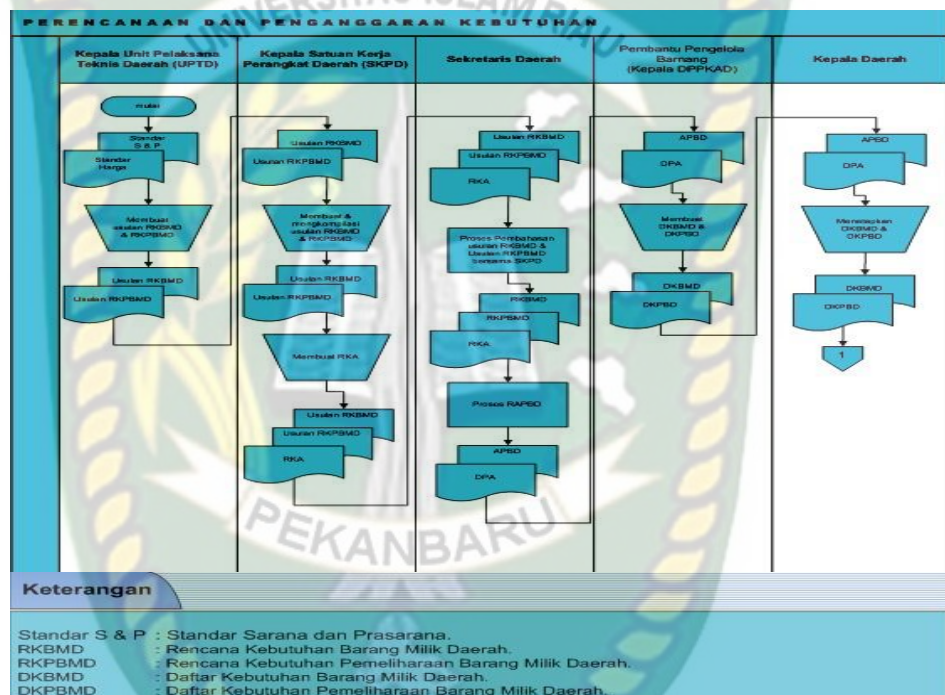 PERENCANAAN DAN PENGANGGARAN KEBUTUHAN
UNIVERSITAS ISLAM RIAU
Kepala Unit Pelaksana
Teknis Daerah (UPTD)
Kepala Satuan Kerja
Perangkat Daerah (SKPD)
Sekretaris Daerah
Pembantu Pengelola
Barnang
(Kepala DPPKAD)
Kepala Daerah
mulai
Standar
S & P
Standar
Harga
Membuat
usulan RKBMD
& RKPBMD
Usulan RKBMD
Usulan RKPBMD
Usulan RKBMD
Usulan RKPBMD
Membuat &
mengkompilasi
usulan RKBMD
& RKPBMD
Usulan RKBMD
Usulan RKPBMD
Membuat RKA
Usulan RKBMD
Usulan RKPBMD
RKA
Usulan RKBMD
Usulan RKPBMD
RKA
Proses Pembahasan
usulan RKBMD &
Usulan RKPBMD
bersama SKPD
RKBMD
RKPBMD
RKA
Proses RAPBD
APBD
DPA
APBD
DPA
Membuat
DKBMD &
DKPBD
DKBMD
DKPBD
APBD
DPA
Menetapkan
DKBMD &
DKPBD
DKBMD
DKPBD
1
PEKANBARU
Keterangan
Standar S & P : Standar Sarana dan Prasarana.
RKBMD : Rencana Kebutuhan Barang Milik Daerah.
RKPBMD : Rencana Kebutuhan Pemeliharaan Barang Milik Daerah.
DKBMD : Daftar Kebutuhan Barang Milik Daerah.
DKPBMD : Daftar Kebutuhan Pemeliharaan Barang Milik Daerah.